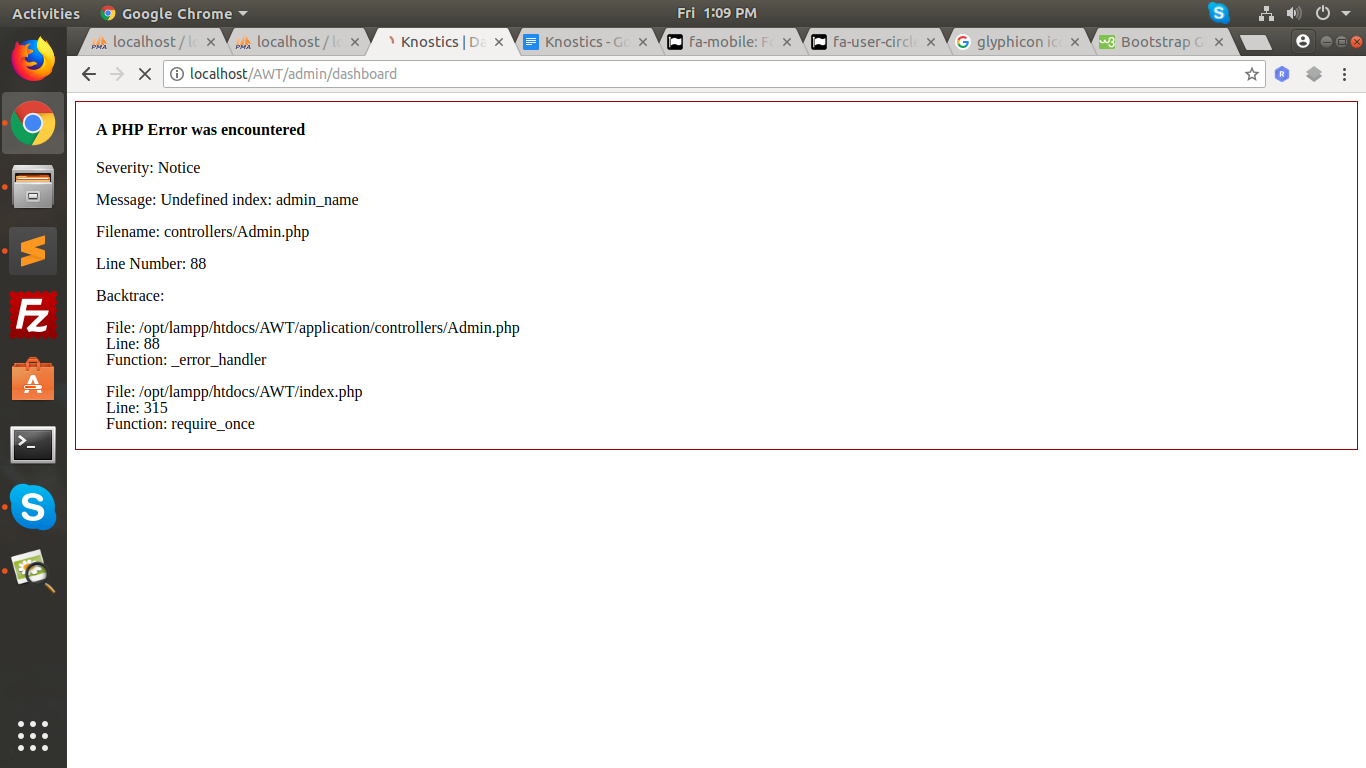 Activities Google Chrome Fri 1:09 PM
localhost / lo localhost / lo Knostics | Da Knostics - Go fa-mobile: Fo fa-user-circle glyphicon ico Bootstrap G
localhost/AWT/admin/dashboard
A PHP Error was encountered
Severity: Notice
Message: Undefined index: admin_name
Filename: controllers/Admin.php
Line Number: 88
Backtrace:
File: /opt/lampp/htdocs/AWT/application/controllers/Admin.php
Line: 88
Function: _error_handler
File: /opt/lampp/htdocs/AWT/index.php
Line: 315
Function: require_once